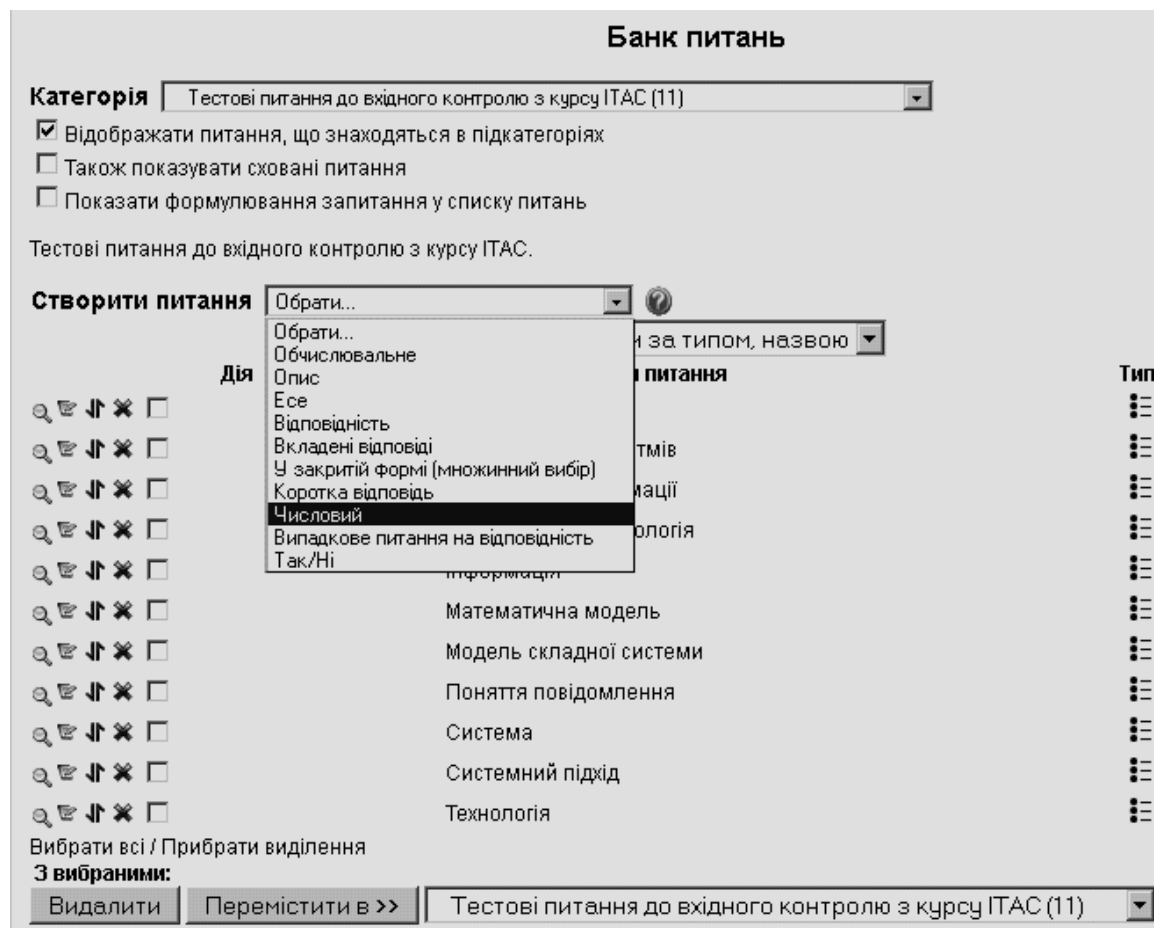 Банк питань
Категорія Тестові питання до вхідного контролю з курсу ІТАС (11)
Відображати питання, що знаходяться в підкатегоріях
Також показувати сховані питання
Показати формулювання запитання у списку питань
Тестові питання до вхідного контролю з курсу ІТАС.
Створити питання Обрати...
Обрати...
за типом, назвою
Обчислювальне
Дія Опис питання Тип
Есе
Відповідність
Вкладені відповіді
У закритій формі (множинний вибір)
Коротка відповідь
Числовий
Випадкове питання на відповідність
Так/Ні
Інформація
Математична модель
Модель складної системи
Поняття повідомлення
Система
Системний підхід
Технологія
Вибрати всі / Прибрати виділення
З вибраними:
Видалити Перемістити в >> Тестові питання до вхідного контролю з курсу ІТАС (11)